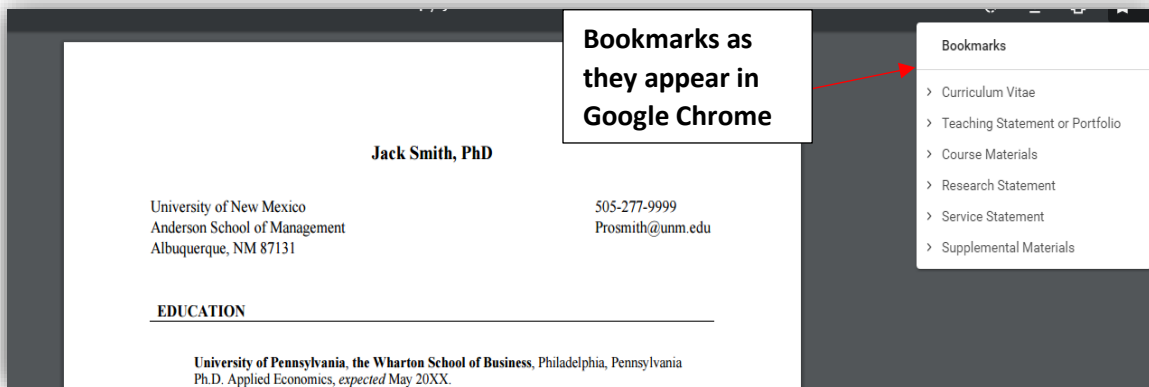 Bookmarks as
they appear in
Google Chrome
Bookmarks
Curriculum Vitae
Teaching Statement or Portfolio
Course Materials
Research Statement
Service Statement
Supplemental Materials
Jack Smith, PhD
University of New Mexico
505-277-9999
Anderson School of Management
Prosmith@unm.edu
Albuquerque, NM 87131
EDUCATION
University of Pennsylvania, the Wharton School of Business, Philadelphia, Pennsylvania
Ph.D. Applied Economics, expected May 20XX.